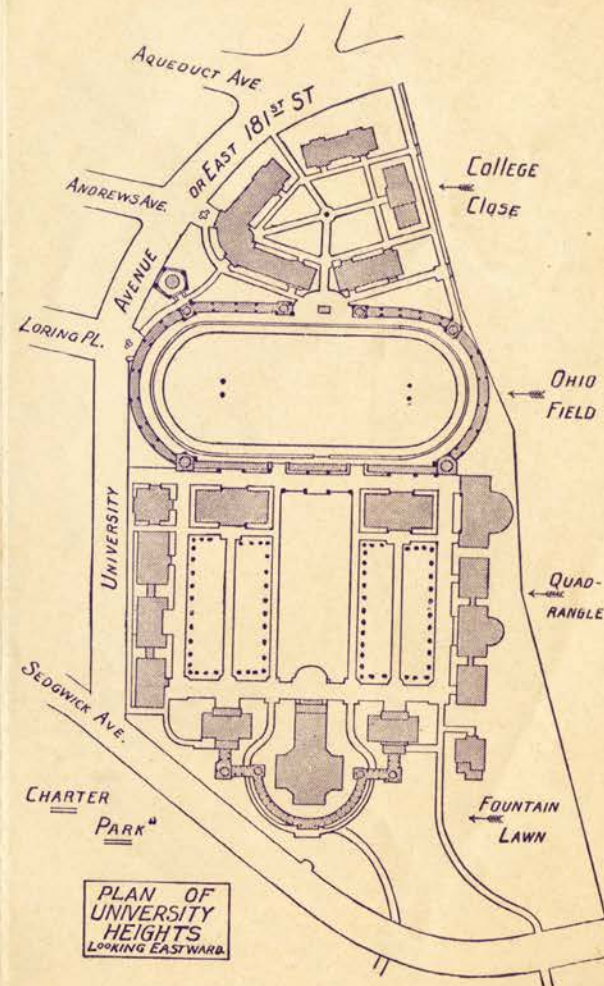 AQUEDUCT AVE.
OR EAST 181ST ST
COLLEGE
CLOSE
ANDREWS AVE.
AVENUE
LORING PL.
OHIO
FIELD
UNIVERSITY
QUAD-
RANGLE
SEDGWICK AVE.
CHARTER
PARK"
FOUNTAIN
LAWN
PLAN OF
UNIVERSITY
HEIGHTS
LOOKING EASTWARD.